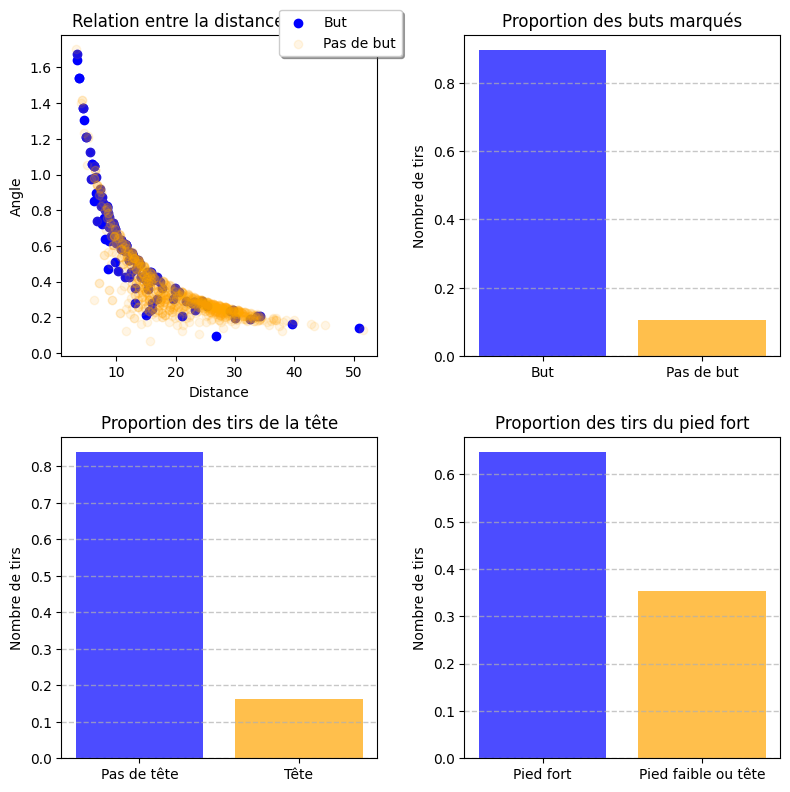 Relation entre la distance
But
Pas de but
1.6
1.4
1.2
1.0
0.8
0.6
0.4
0.2
0.0
Angle
10
20
30
40
50
Distance
Proportion des buts marqués
0.8
0.6
0.4
0.2
0.0
Nombre de tirs
But
Pas de but
Proportion des tirs de la tête
0.8
0.7
0.6
0.5
0.4
0.3
0.2
0.1
0.0
Nombre de tirs
Pas de tête
Tête
Proportion des tirs du pied fort
0.6
0.5
0.4
0.3
0.2
0.1
0.0
Nombre de tirs
Pied fort
Pied faible ou tête